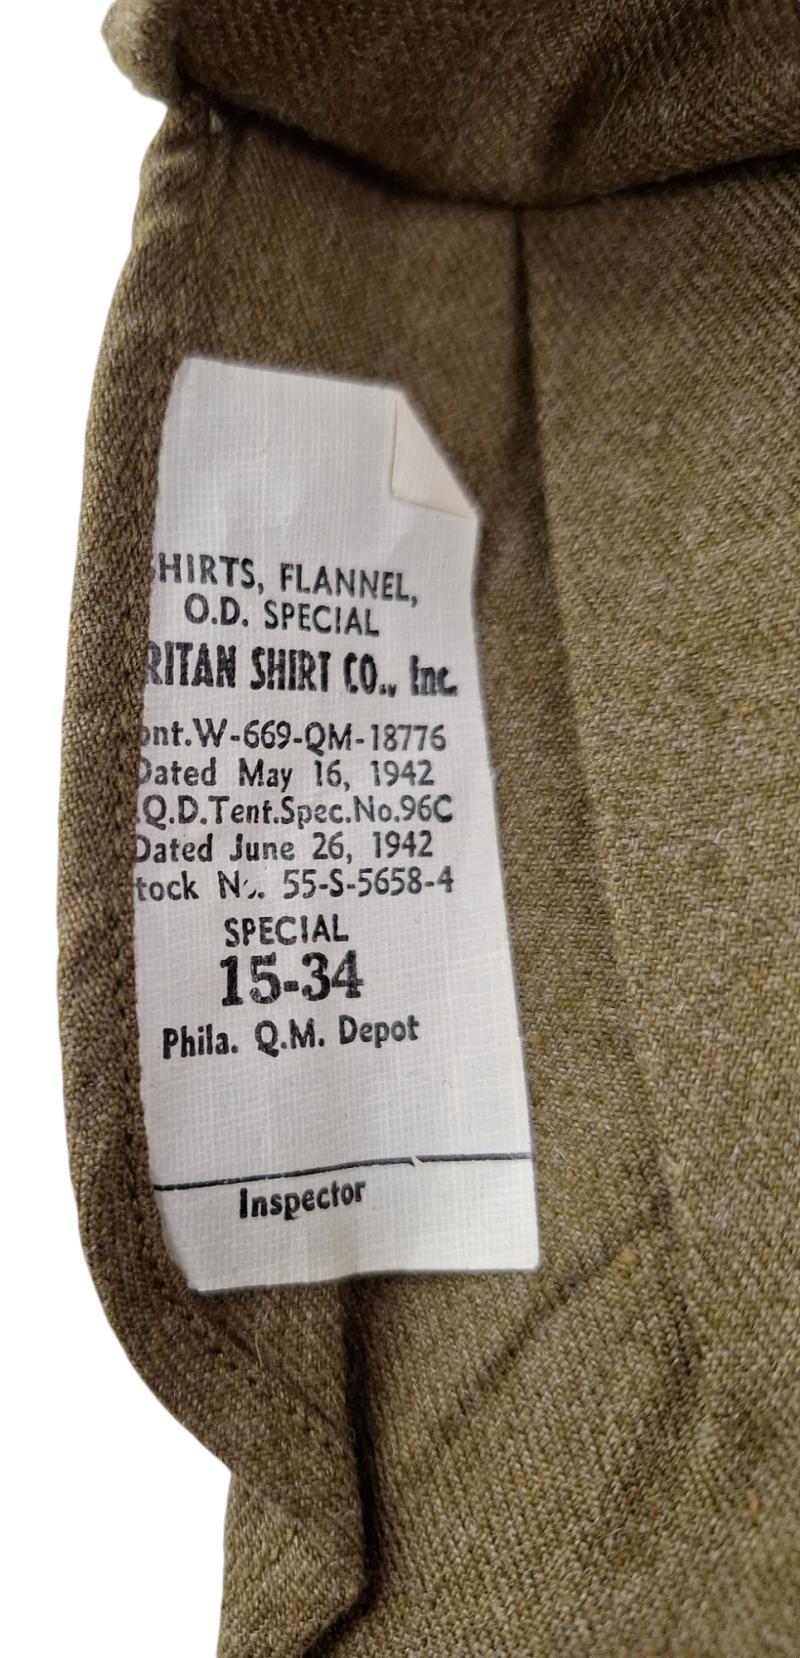 HIRTS, FLANNEL,
O.D. SPECIAL
RITAN SHIRT CO., Inc.
ont.W-669-QM-18776
Dated May 16, 1942
.Q.D.Tent.Spec.No.96C
Dated June 26, 1942
tock No. 55-S-5658-4
SPECIAL
15-34
Phila. Q.M. Depot
Inspector